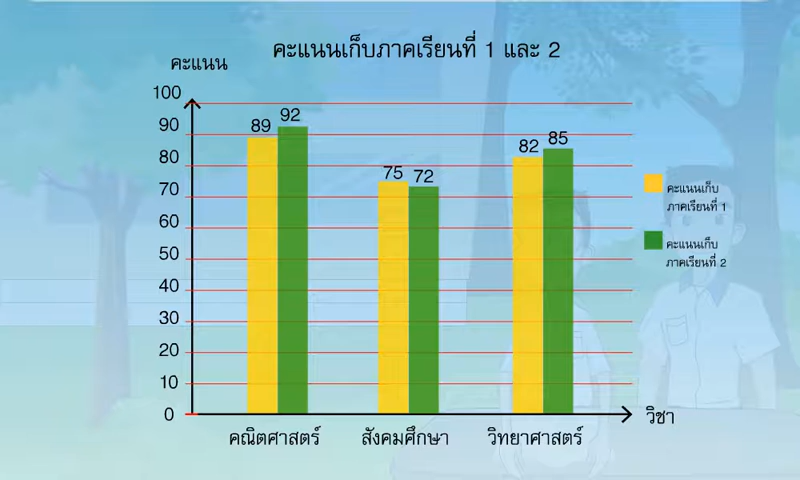 คะแนนเก็บภาคเรียนที่ 1 และ 2
คะแนน
100
90
80
70
60
50
40
30
20
10
0
89
92
75
72
82
85
คณิตศาสตร์
สังคมศึกษา
วิทยาศาสตร์
วิชา
คะแนนเก็บ
ภาคเรียนที่ 1
คะแนนเก็บ
ภาคเรียนที่ 2